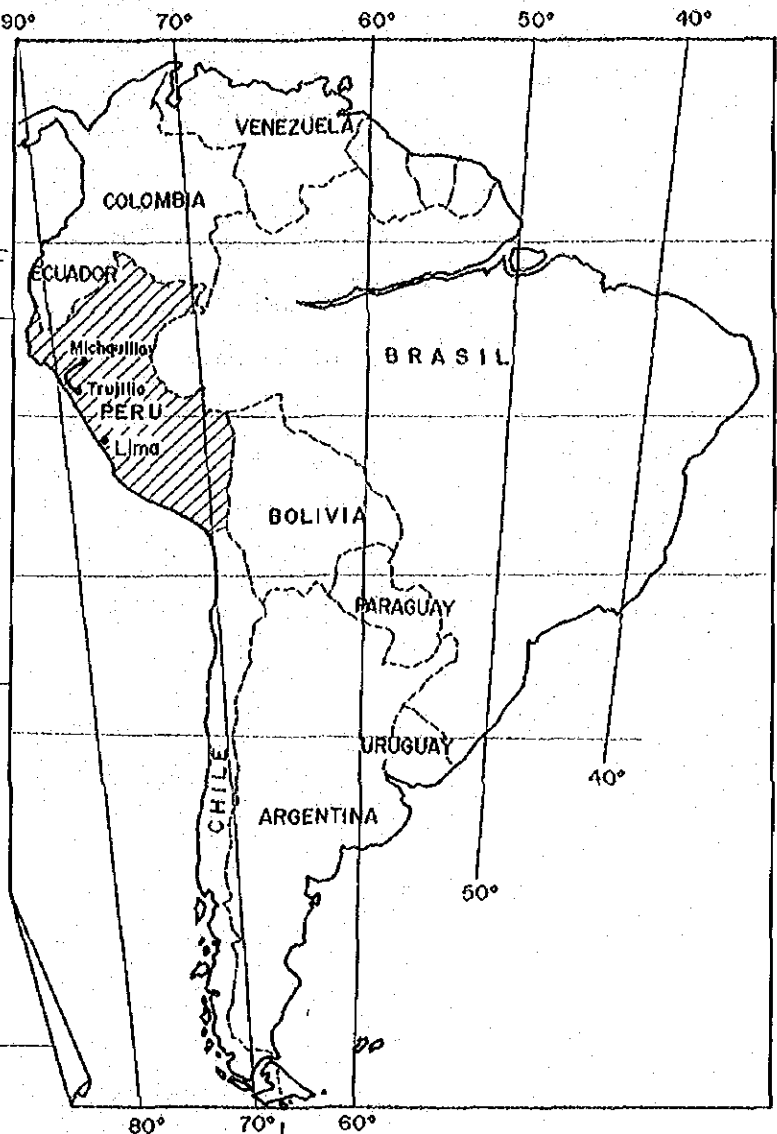 90° 70° 60° 50° 40°
VENEZUELA
COLOMBIA
ECUADOR
Michquillay
BRASIL
Trujillo
PERU
Lima
BOLIVIA
PARAGUAY
URUGUAY
CHILE
40°
ARGENTINA
50°
80° 70° 60°